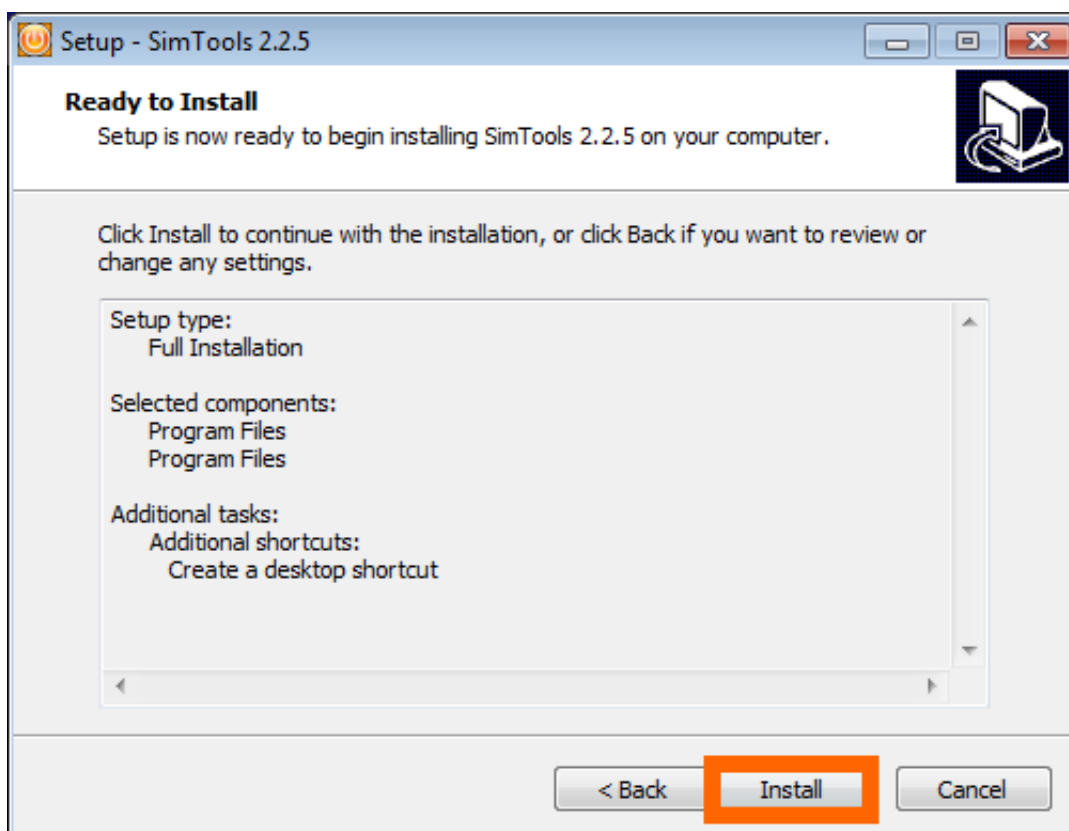 Setup - SimTools 2.2.5
Ready to Install
Setup is now ready to begin installing SimTools 2.2.5 on your computer.
Click Install to continue with the installation, or click Back if you want to review or
change any settings.
Setup type:
Full Installation
Selected components:
Program Files
Program Files
Additional tasks:
Additional shortcuts:
Create a desktop shortcut
< Back
Install
Cancel